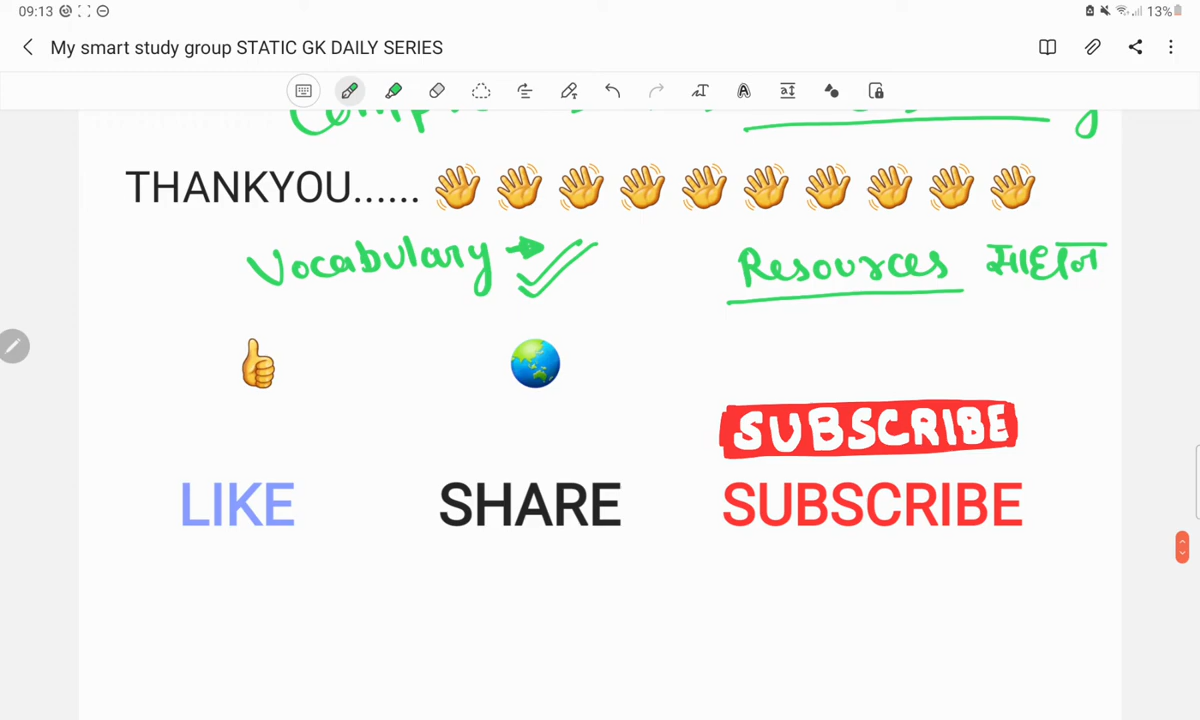 09:13
13%
My smart study group STATIC GK DAILY SERIES
THANKYOU......
Vocabulary → Resources साधन
SUBSCRIBE
LIKE SHARE SUBSCRIBE